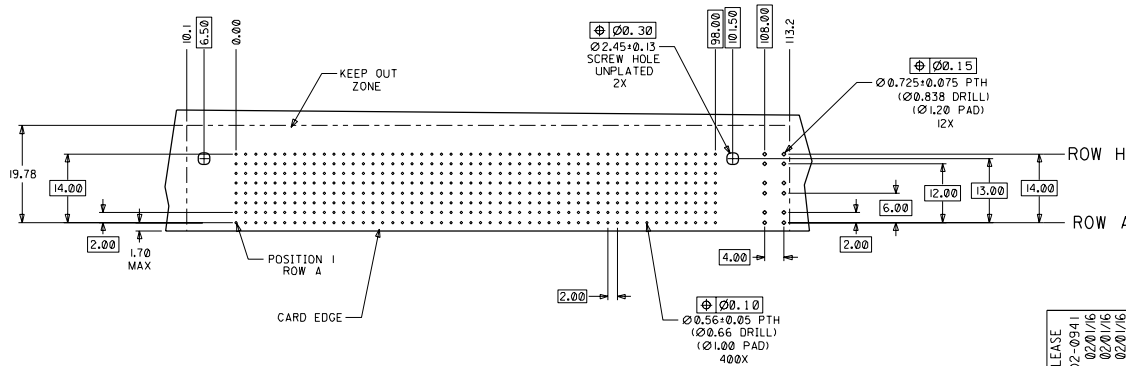 10.1
6.50
0.00
98.00
101.50
108.00
113.2
⌖ Ø0.30
Ø2.45±0.13
SCREW HOLE
UNPLATED
2X
⌖ Ø0.15
Ø0.725±0.075 PTH
(Ø0.838 DRILL)
(Ø1.20 PAD)
12X
KEEP OUT
ZONE
ROW H
19.78
14.00
12.00
13.00
14.00
6.00
ROW A
2.00
1.70
MAX
POSITION 1
ROW A
4.00
2.00
2.00
CARD EDGE
⌖ Ø0.10
Ø0.56±0.05 PTH
(Ø0.66 DRILL)
(Ø1.00 PAD)
400X
LEASE
02-0941
02/01/16
02/01/16
02/01/16